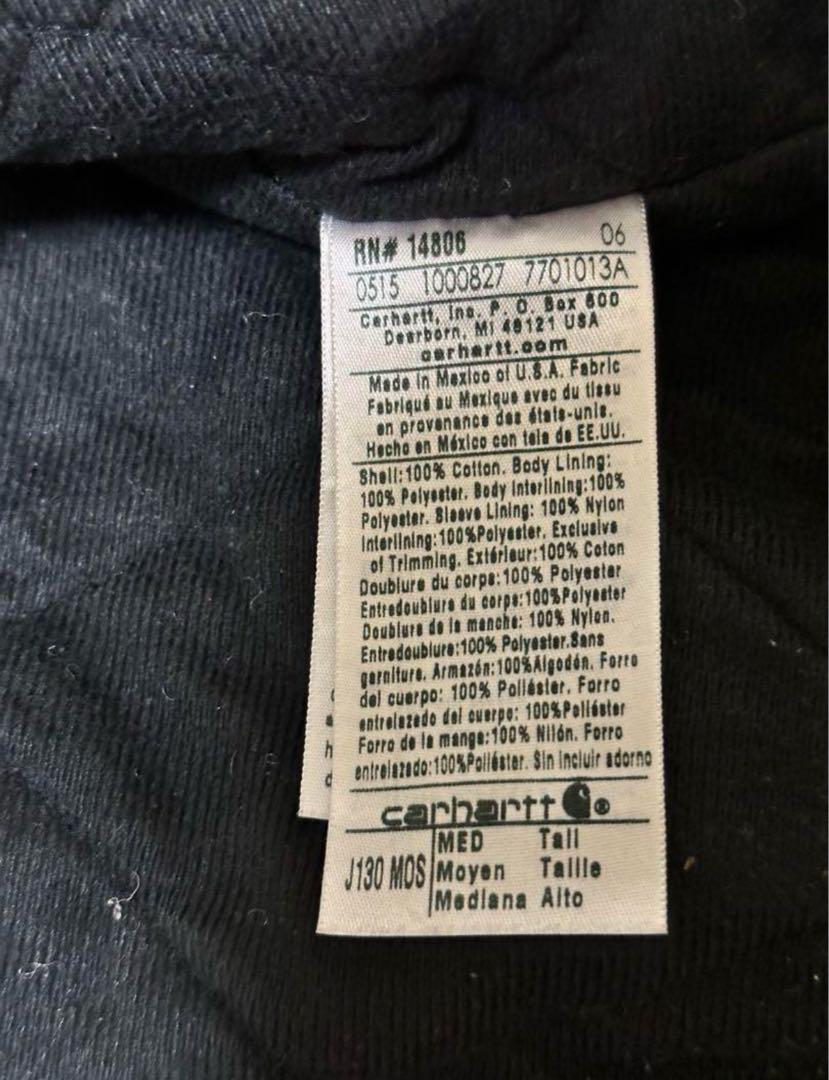 RN# 14806 06
0515 1000827 7701013A
Carhartt, Inc. P. O. Box 600
Dearborn, MI 48121 USA
carhartt.com
Made in Mexico of U.S.A. Fabric
Fabriqué au Mexique avec du tissu
en provenance des états-unis.
Hecho en México con tela de EE.UU.
Shell:100% Cotton. Body Lining:
100% Polyester. Body Interlining:100%
Polyester. Sleeve Lining: 100% Nylon
Interlining:100%Polyester. Exclusive
of Trimming. Extérieur:100% Coton
Doublure du corps:100% Polyester
Entredoublure du corps:100%Polyester
Doublure de la manche: 100% Nylon.
Entredoublure:100% Polyester.Sans
garniture. Armazón:100%Algodón. Forro
del cuerpo: 100% Poliéster. Forro
entrelazado del cuerpo: 100%Poliéster
Forro de la manga:100% Nilón. Forro
entrelazado:100%Poliéster. Sin incluir adorno
carhartt ®
J130 MOS
MED Tall
Moyen Taille
Mediana Alto